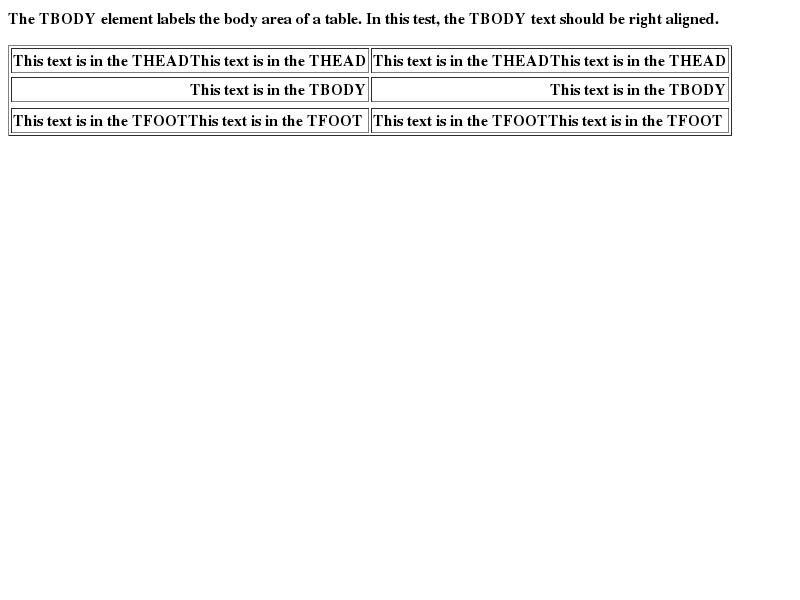 The TBODY element labels the body area of a table. In this test, the TBODY text should be right aligned.
This text is in the THEADThis text is in the THEAD This text is in the THEADThis text is in the THEAD
This text is in the TBODY This text is in the TBODY
This text is in the TFOOTThis text is in the TFOOT This text is in the TFOOTThis text is in the TFOOT